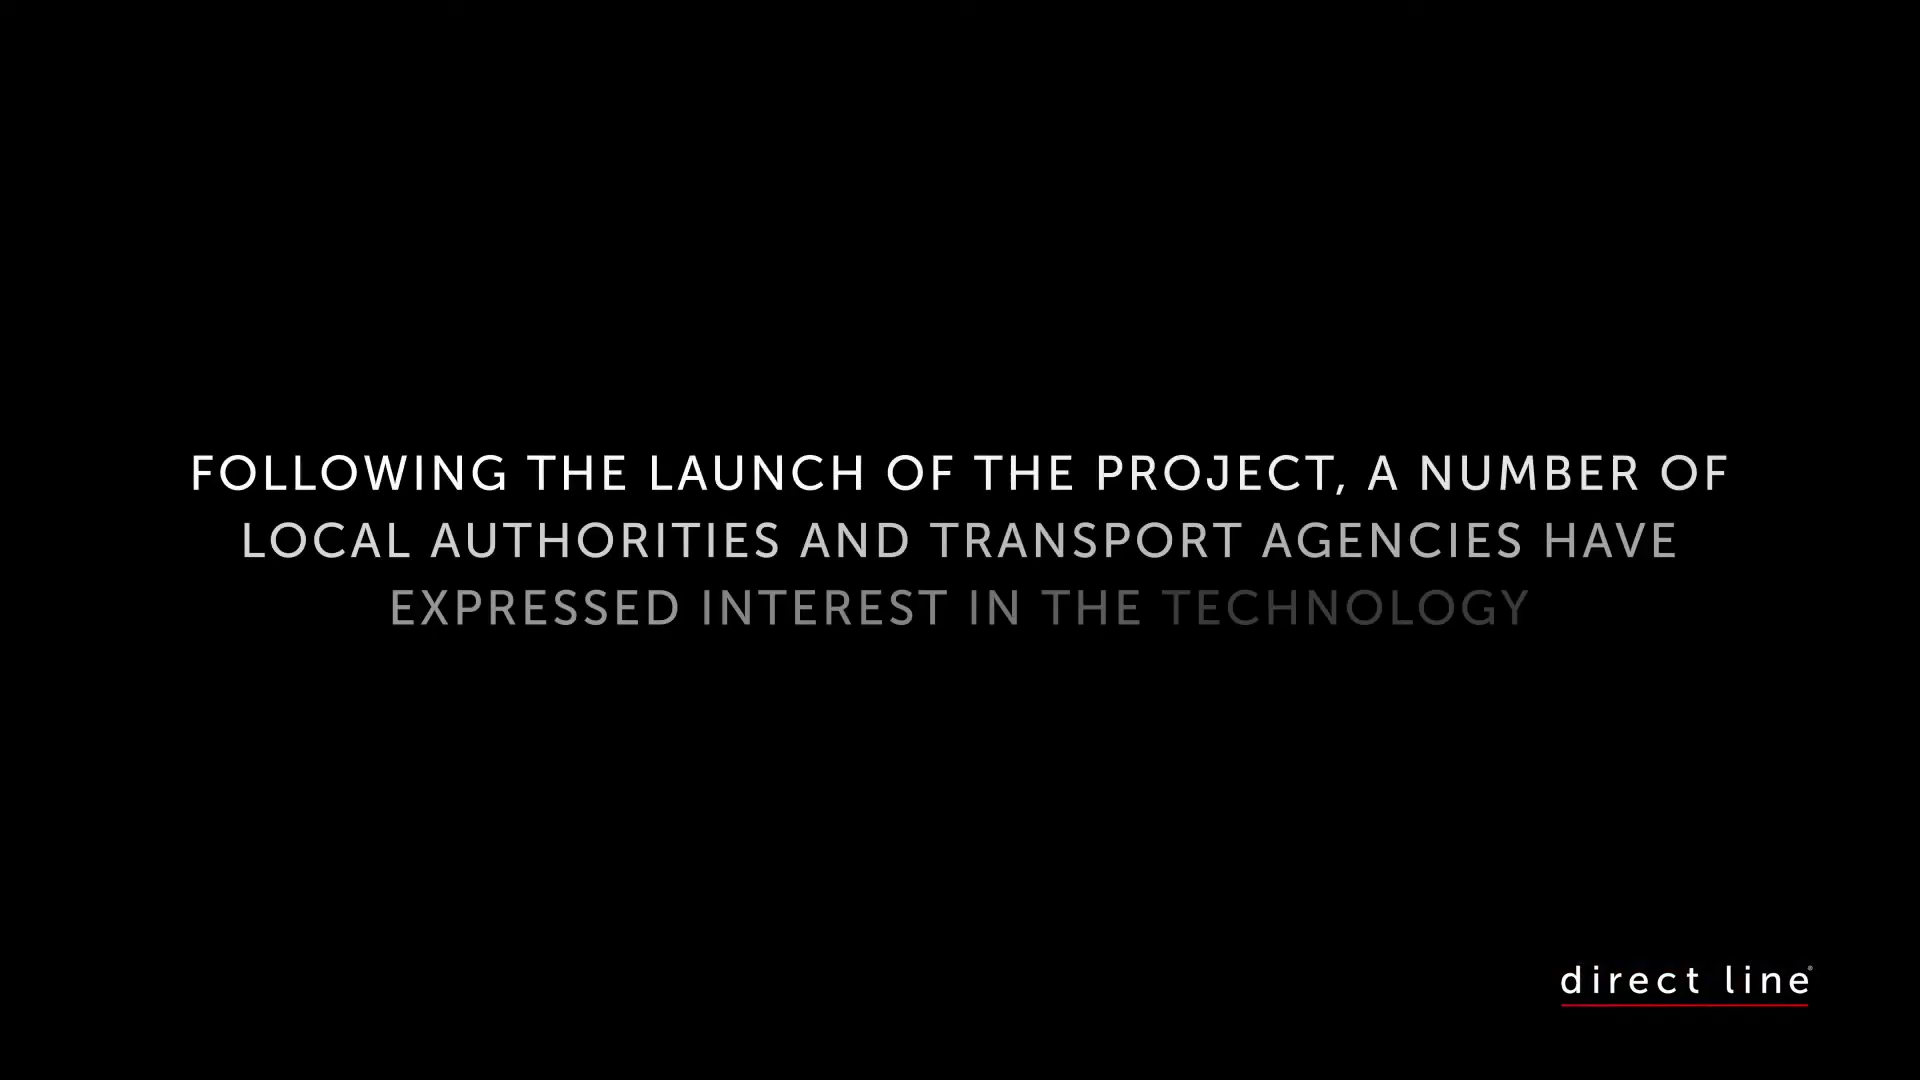 FOLLOWING THE LAUNCH OF THE PROJECT, A NUMBER OF
LOCAL AUTHORITIES AND TRANSPORT AGENCIES HAVE
EXPRESSED INTEREST IN THE TECHNOLOGY
direct line®